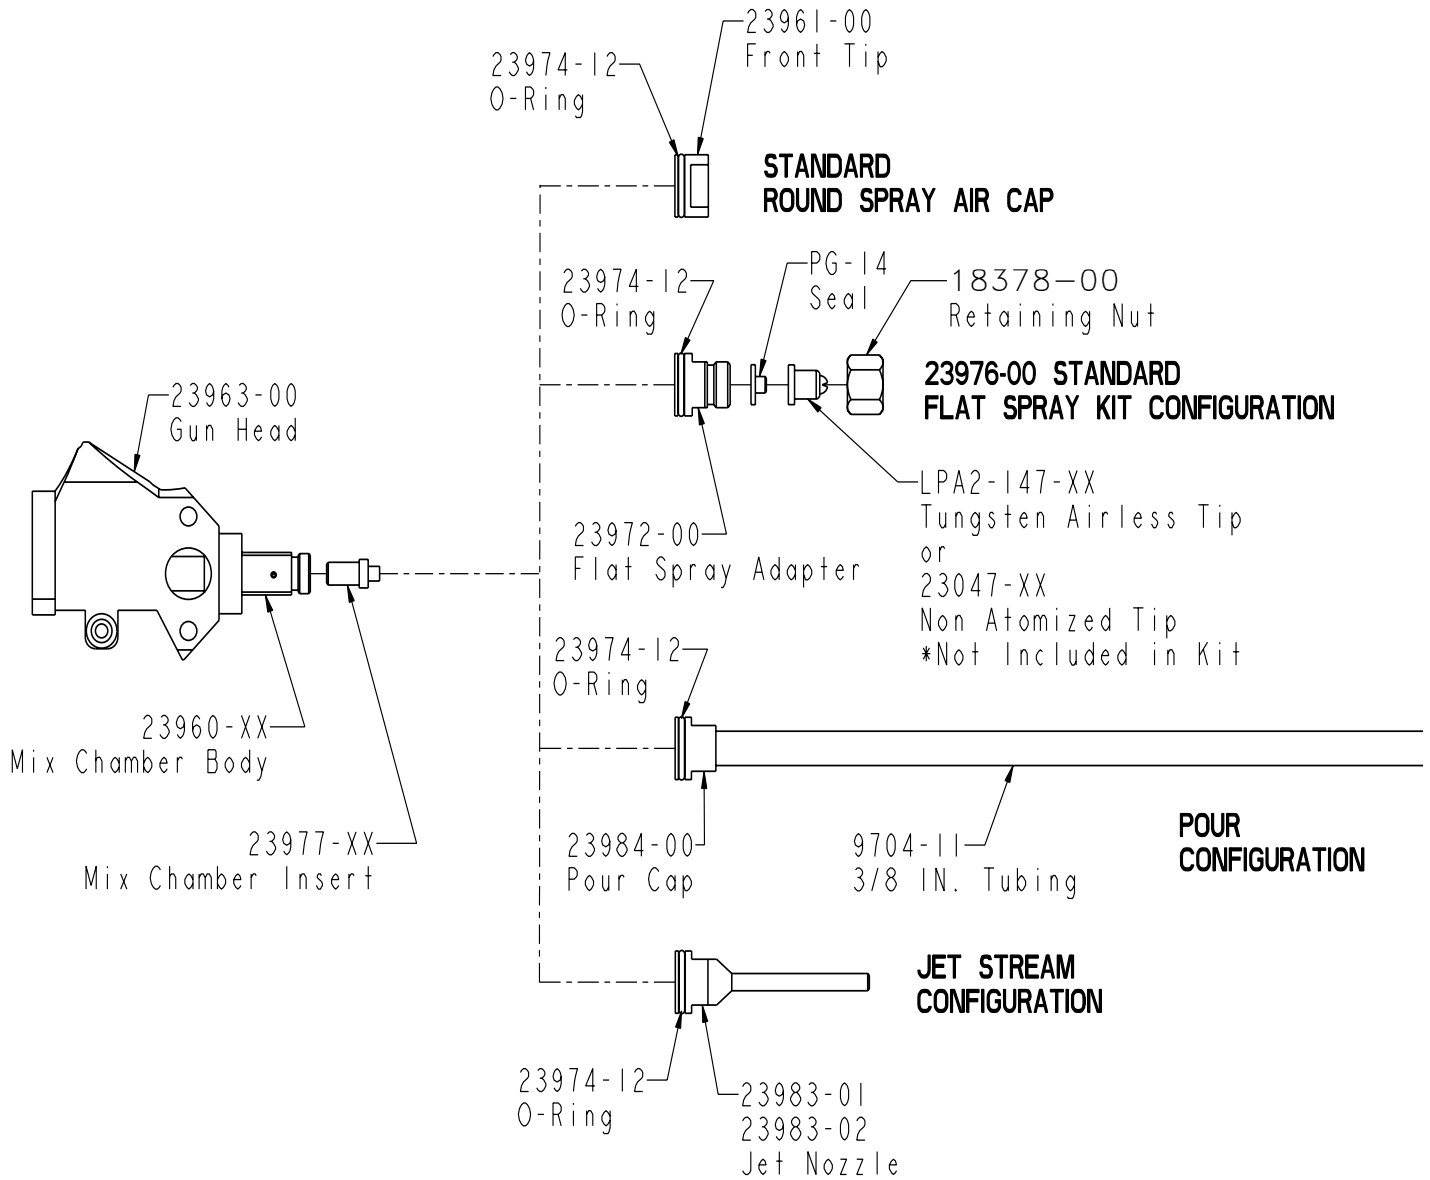 23961-00
Front Tip
23974-12
O-Ring
STANDARD
ROUND SPRAY AIR CAP
23974-12
O-Ring
PG-14
Seal
18378-00
Retaining Nut
23976-00 STANDARD
FLAT SPRAY KIT CONFIGURATION
23963-00
Gun Head
23972-00
Flat Spray Adapter
LPA2-147-XX
Tungsten Airless Tip
or
23047-XX
Non Atomized Tip
*Not Included in Kit
23974-12
O-Ring
23960-XX
Mix Chamber Body
23977-XX
Mix Chamber Insert
23984-00
Pour Cap
9704-11
3/8 IN. Tubing
POUR
CONFIGURATION
JET STREAM
CONFIGURATION
23974-12
O-Ring
23983-01
23983-02
Jet Nozzle